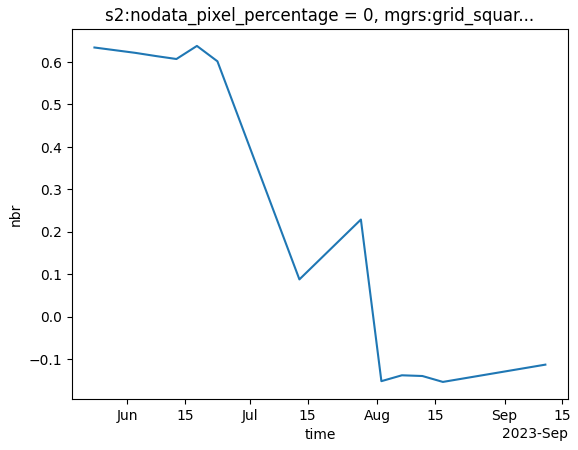 s2:nodata_pixel_percentage = 0, mgrs:grid_squar...
0.6
0.5
0.4
0.3
0.2
0.1
0.0
−0.1
nbr
Jun 15 Jul 15 Aug 15 Sep 15
time
2023-Sep